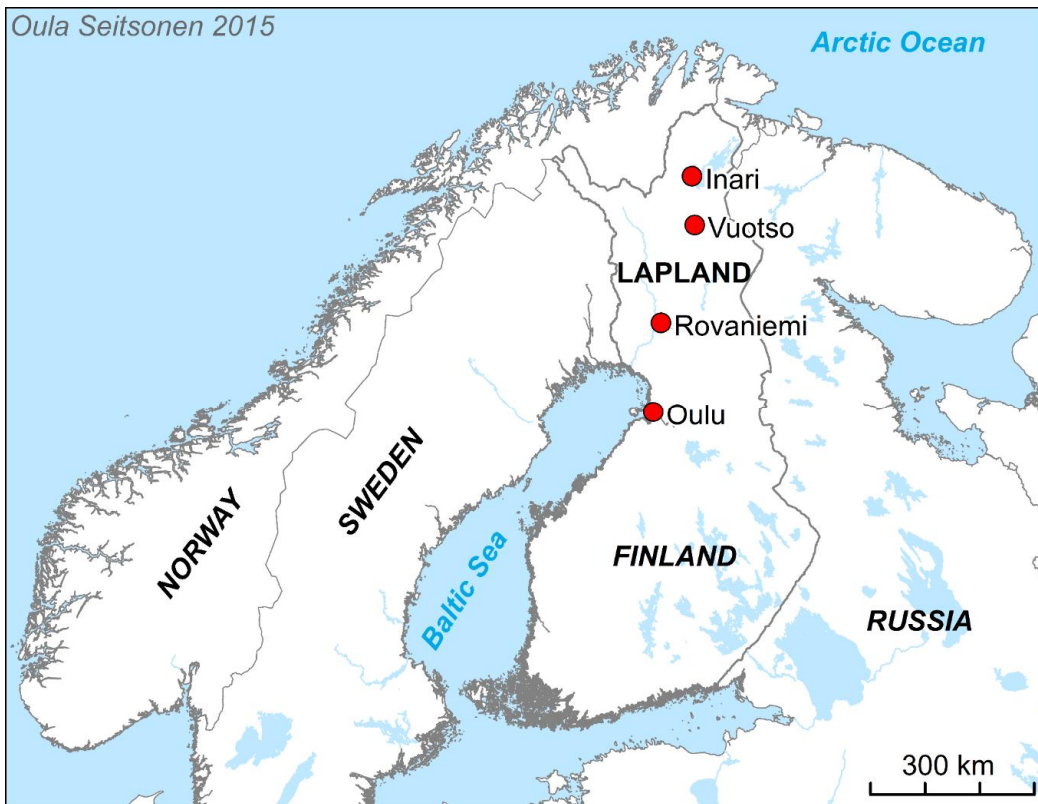 Oula Seitsonen 2015
Arctic Ocean
Inari
Vuotso
LAPLAND
Rovaniemi
Oulu
SWEDEN
NORWAY
Baltic Sea
FINLAND
RUSSIA
300 km